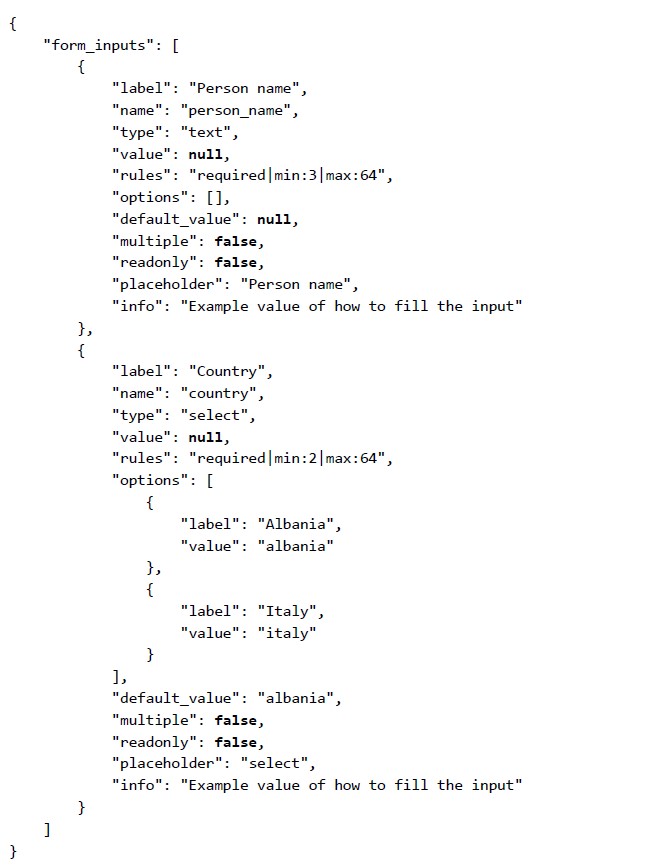 {
    "form_inputs": [
        {
            "label": "Person name",
            "name": "person_name",
            "type": "text",
            "value": null,
            "rules": "required|min:3|max:64",
            "options": [],
            "default_value": null,
            "multiple": false,
            "readonly": false,
            "placeholder": "Person name",
            "info": "Example value of how to fill the input"
        },
        {
            "label": "Country",
            "name": "country",
            "type": "select",
            "value": null,
            "rules": "required|min:2|max:64",
            "options": [
                {
                    "label": "Albania",
                    "value": "albania"
                },
                {
                    "label": "Italy",
                    "value": "italy"
                }
            ],
            "default_value": "albania",
            "multiple": false,
            "readonly": false,
            "placeholder": "select",
            "info": "Example value of how to fill the input"
        }
    ]
}